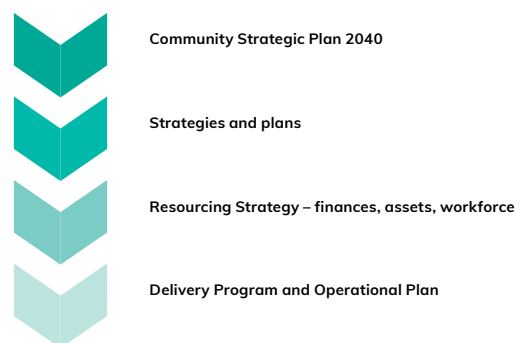 Community Strategic Plan 2040
Strategies and plans
Resourcing Strategy – finances, assets, workforce
Delivery Program and Operational Plan